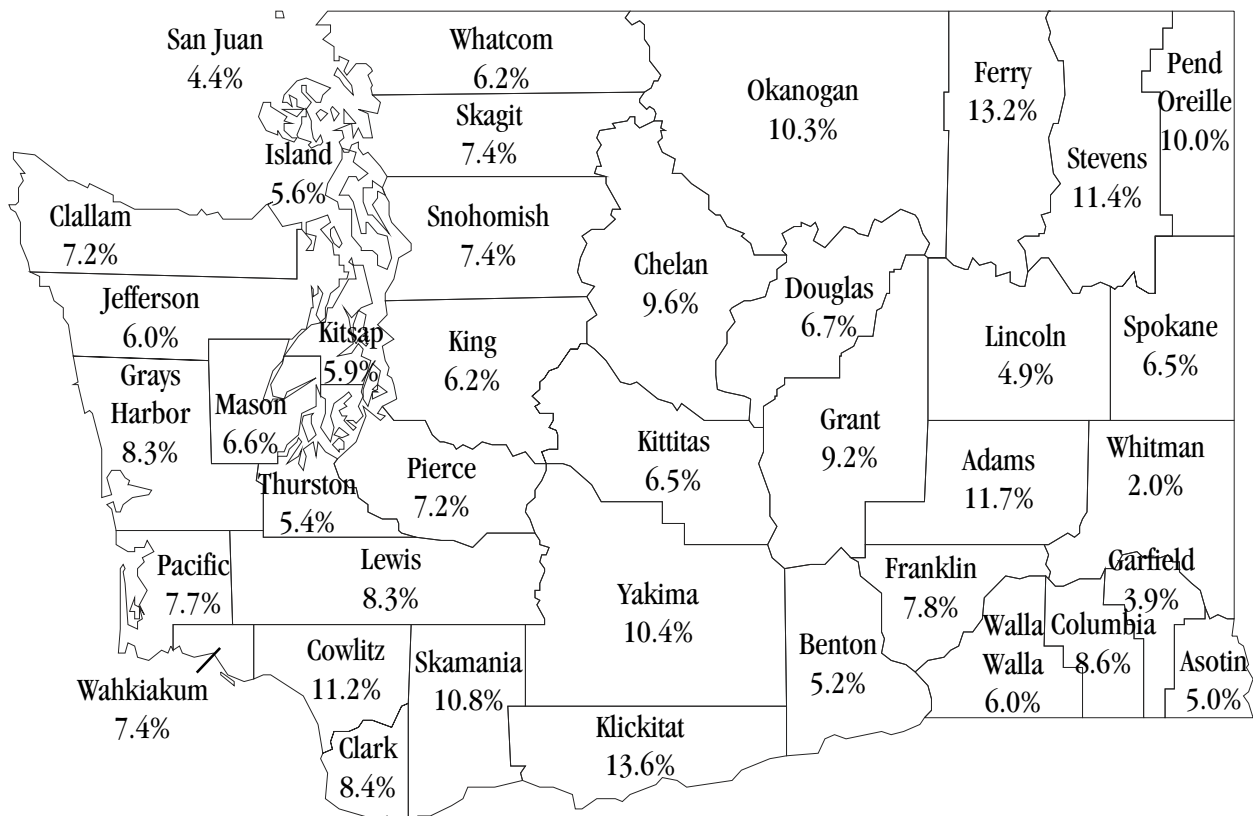 San Juan
4.4%
Whatcom
6.2%
Skagit
7.4%
Island
5.6%
Okanogan
10.3%
Ferry
13.2%
Stevens
11.4%
Pend
Oreille
10.0%
Clallam
7.2%
Snohomish
7.4%
Chelan
9.6%
Douglas
6.7%
Jefferson
6.0%
Kitsap
5.9%
King
6.2%
Lincoln
4.9%
Spokane
6.5%
Grays
Harbor
8.3%
Mason
6.6%
Thurston
5.4%
Pierce
7.2%
Kittitas
6.5%
Grant
9.2%
Adams
11.7%
Whitman
2.0%
Pacific
7.7%
Lewis
8.3%
Yakima
10.4%
Franklin
7.8%
Garfield
3.9%
Wahkiakum
7.4%
Cowlitz
11.2%
Skamania
10.8%
Benton
5.2%
Walla
Walla
6.0%
Columbia
8.6%
Asotin
5.0%
Clark
8.4%
Klickitat
13.6%